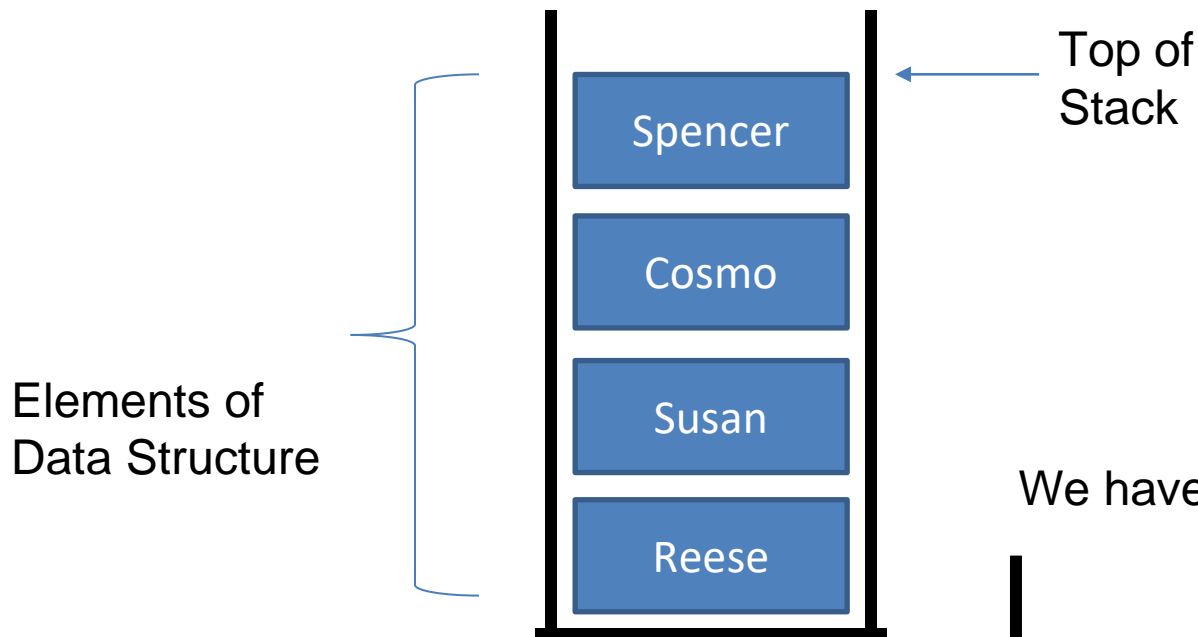 Top of
Stack
Spencer
Cosmo
Elements of
Data Structure
Susan
We have
Reese